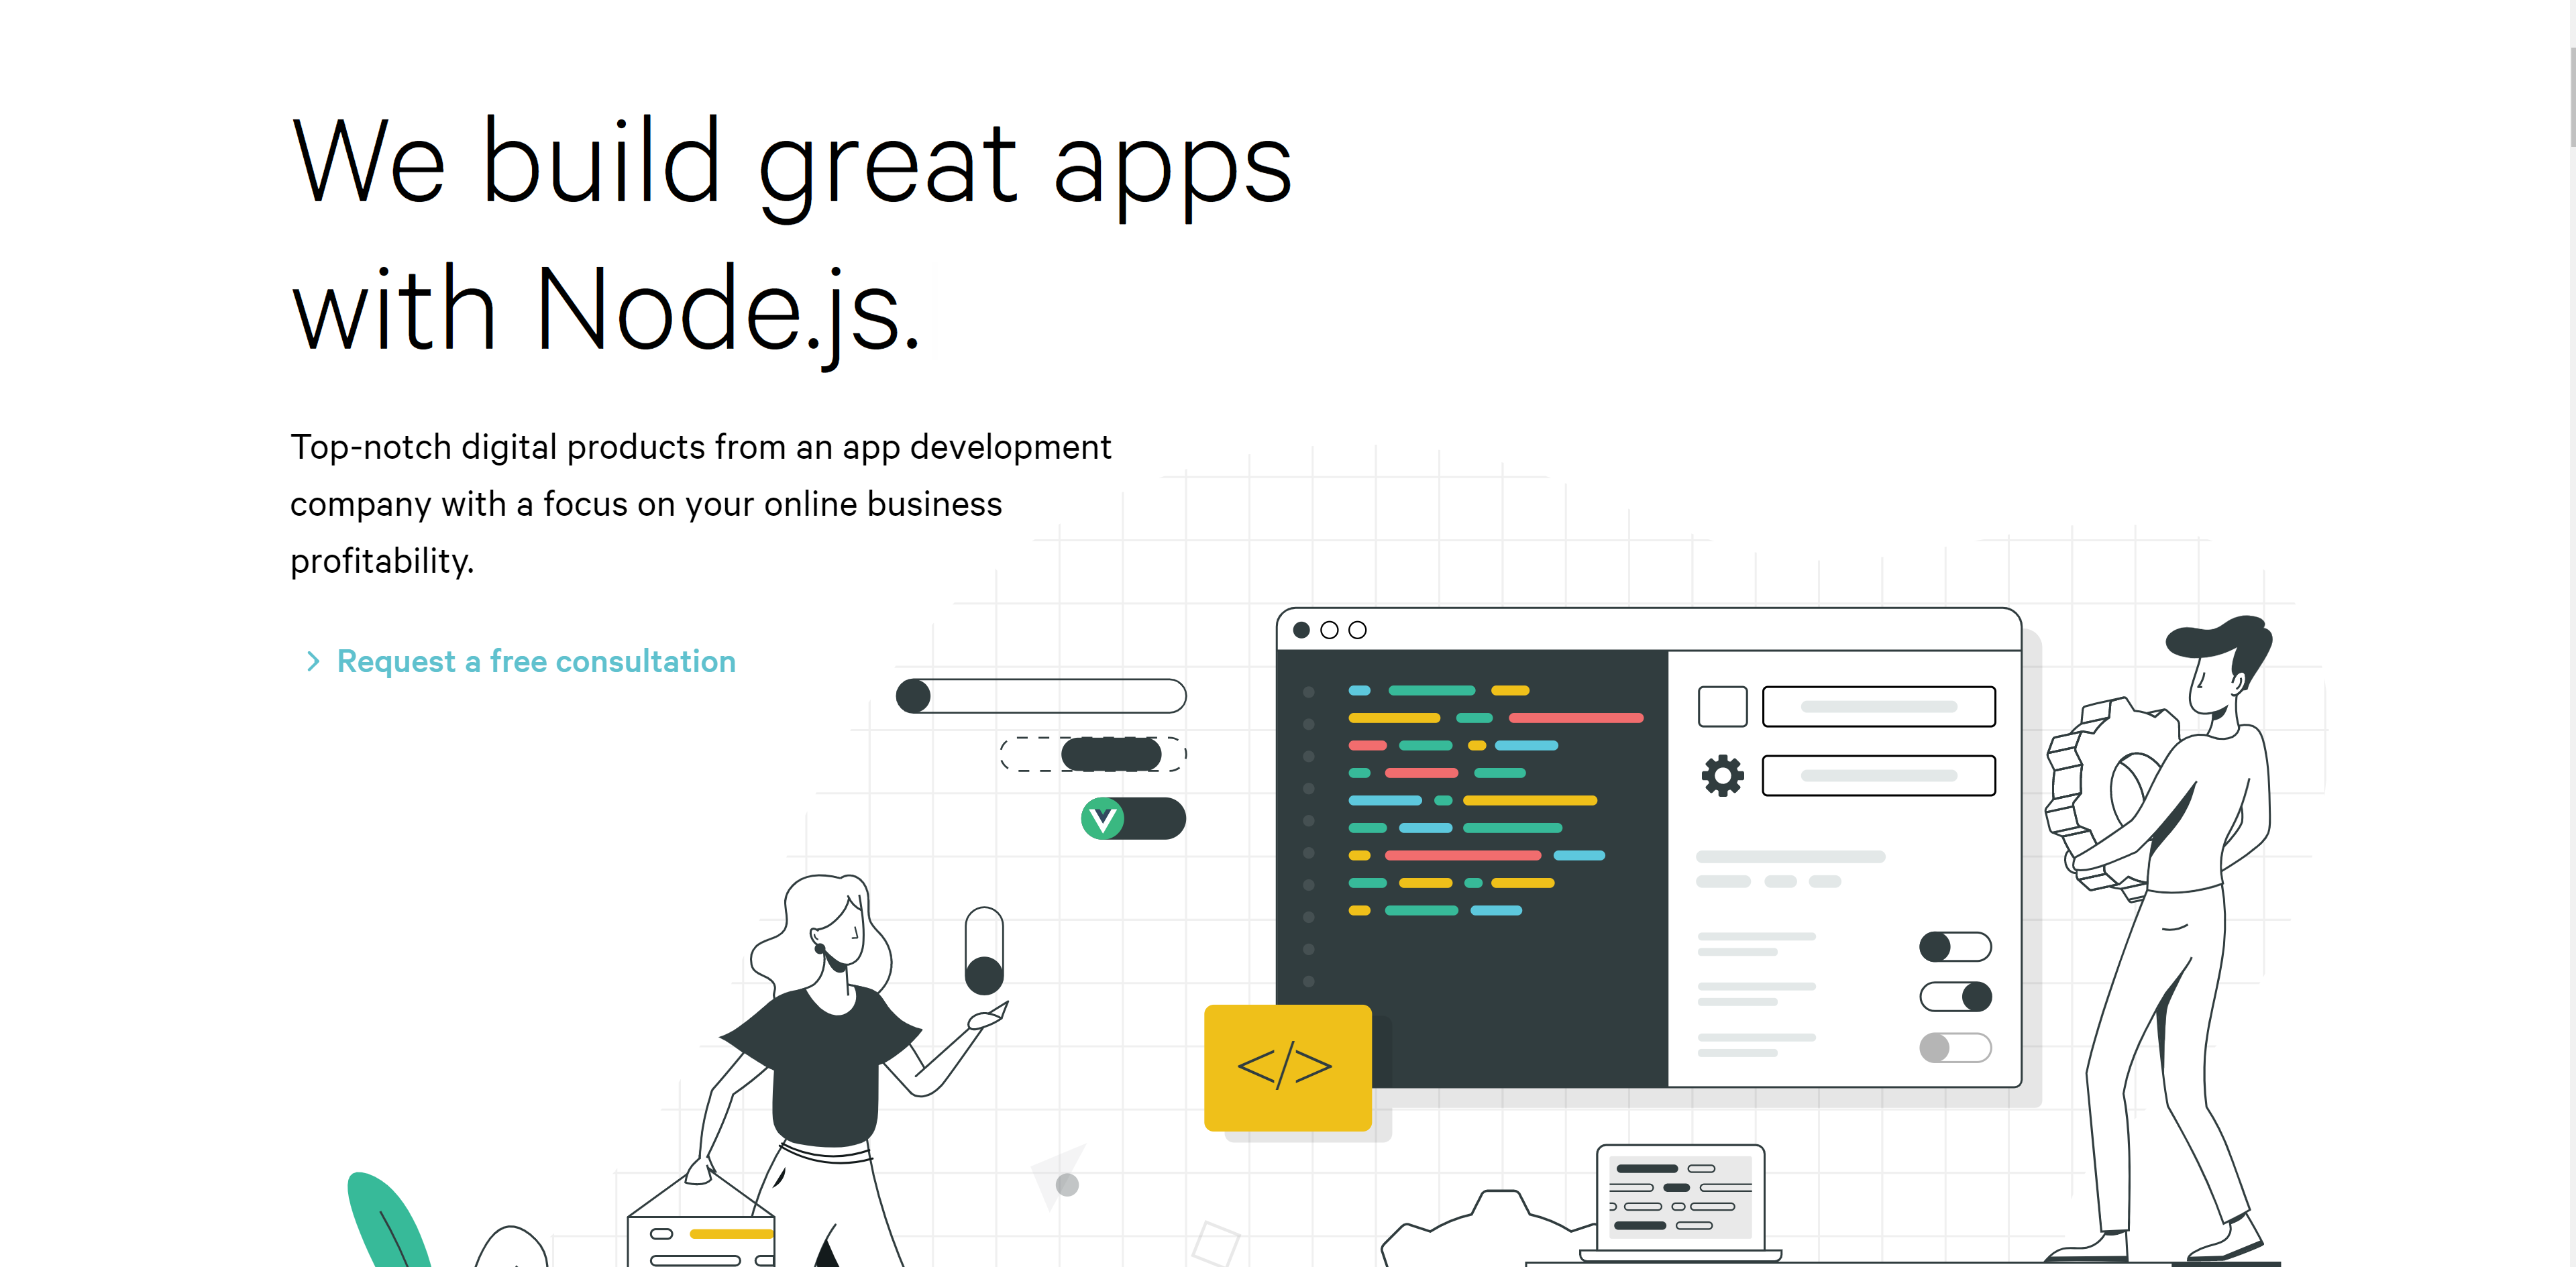 We build great apps
with Node.js.
Top-notch digital products from an app development
company with a focus on your online business
profitability.
Request a free consultation
</>